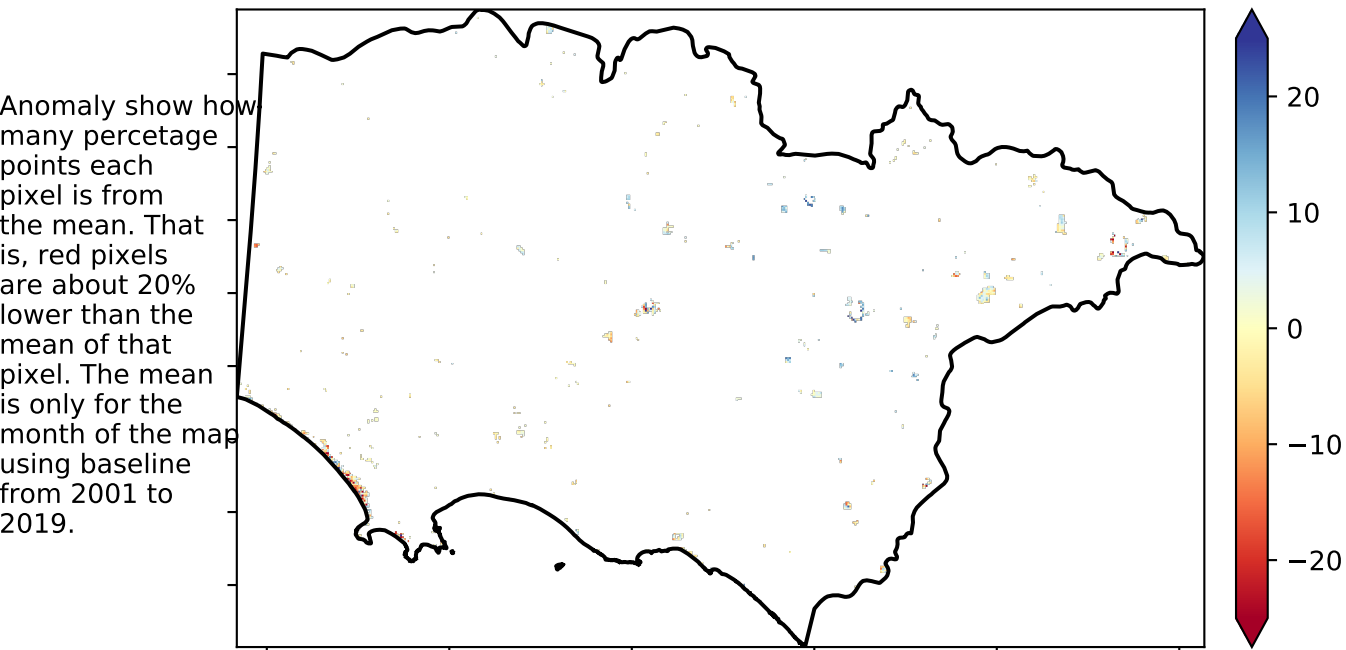 Anomaly show how
many percetage
points each
pixel is from
the mean. That
is, red pixels
are about 20%
lower than the
mean of that
pixel. The mean
is only for the
month of the map
using baseline
from 2001 to
2019.
20
10
0
−10
−20